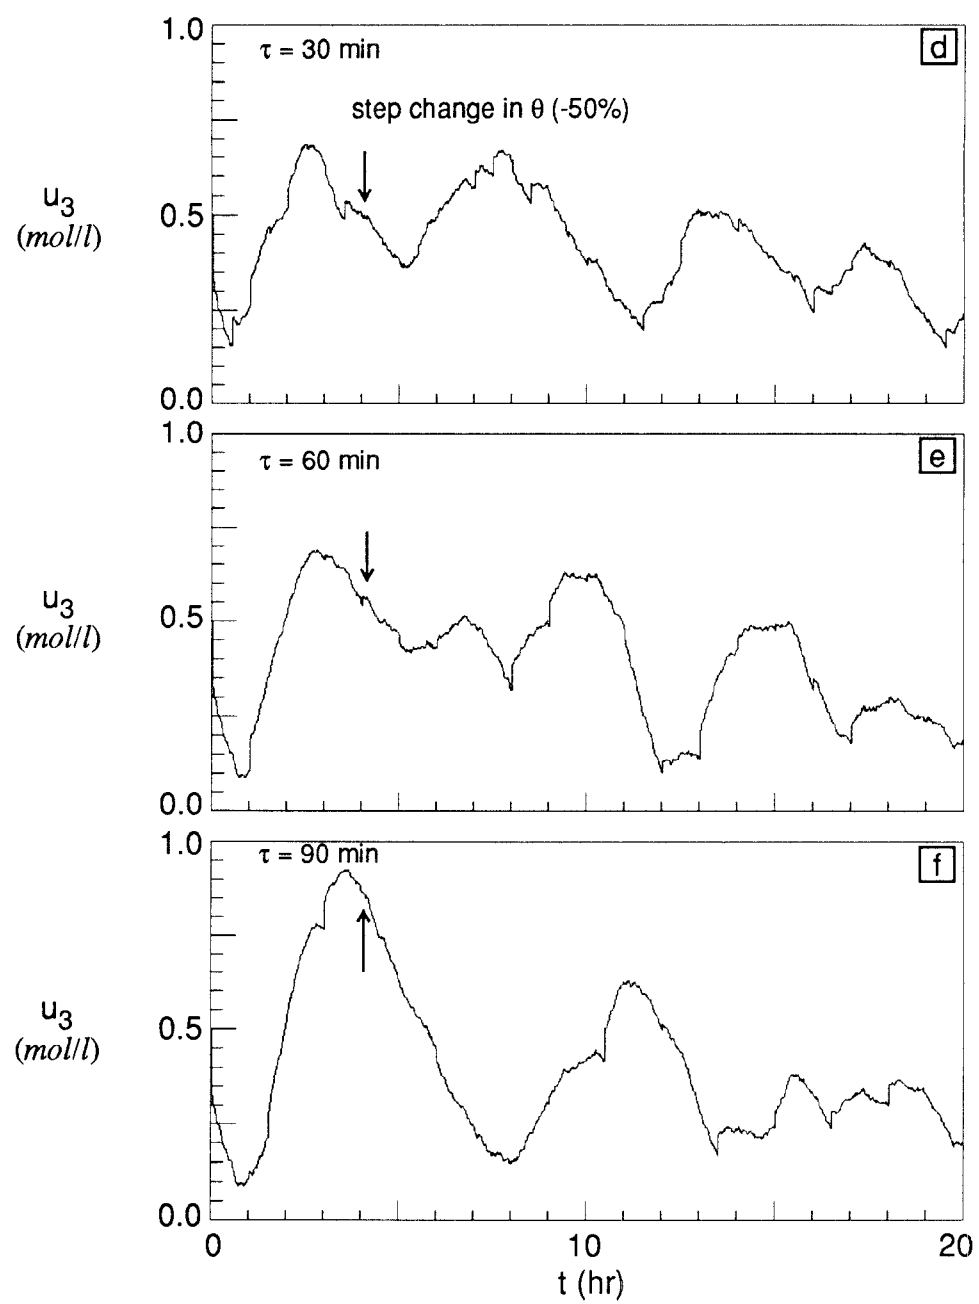 1.0
τ = 30 min
d
step change in θ (-50%)
u3
(mol/l)
0.5
0.0
1.0
τ = 60 min
e
u3
(mol/l)
0.5
0.0
1.0
τ = 90 min
f
u3
(mol/l)
0.5
0.0
0 10 20
t (hr)